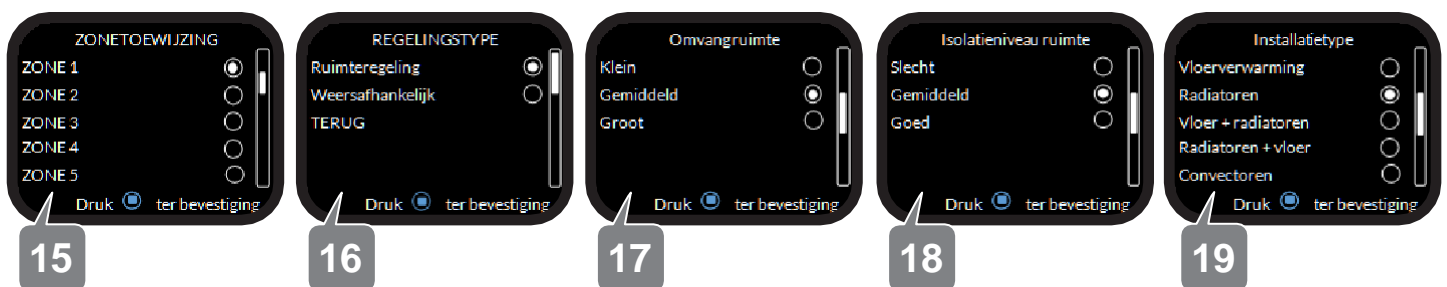 ZONETOEWIJZING
ZONE 1
ZONE 2
ZONE 3
ZONE 4
ZONE 5
Druk ter bevestiging
15
REGELINGSTYPE
Ruimteregeling
Weersafhankelijk
TERUG
Druk ter bevestiging
16
Omvangruimte
Klein
Gemiddeld
Groot
Druk ter bevestiging
17
Isolatieniveau ruimte
Slecht
Gemiddeld
Goed
Druk ter bevestiging
18
Installatietype
Vloerverwarming
Radiatoren
Vloer + radiatoren
Radiatoren + vloer
Convectoren
Druk ter bevestiging
19